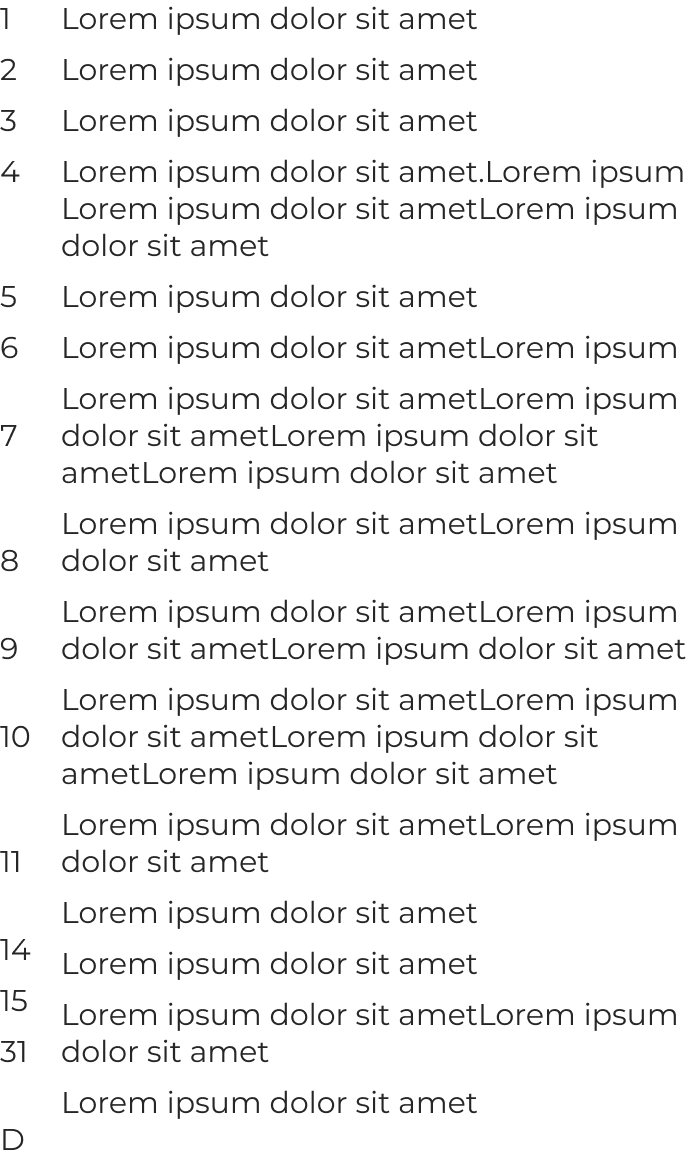 1 Lorem ipsum dolor sit amet
2 Lorem ipsum dolor sit amet
3 Lorem ipsum dolor sit amet
4 Lorem ipsum dolor sit amet.Lorem ipsum
Lorem ipsum dolor sit ametLorem ipsum
dolor sit amet
5 Lorem ipsum dolor sit amet
6 Lorem ipsum dolor sit ametLorem ipsum
Lorem ipsum dolor sit ametLorem ipsum
7 dolor sit ametLorem ipsum dolor sit
ametLorem ipsum dolor sit amet
Lorem ipsum dolor sit ametLorem ipsum
8 dolor sit amet
Lorem ipsum dolor sit ametLorem ipsum
9 dolor sit ametLorem ipsum dolor sit amet
Lorem ipsum dolor sit ametLorem ipsum
10 dolor sit ametLorem ipsum dolor sit
ametLorem ipsum dolor sit amet
Lorem ipsum dolor sit ametLorem ipsum
11 dolor sit amet
Lorem ipsum dolor sit amet
14
Lorem ipsum dolor sit amet
15
Lorem ipsum dolor sit ametLorem ipsum
31 dolor sit amet
Lorem ipsum dolor sit amet
D